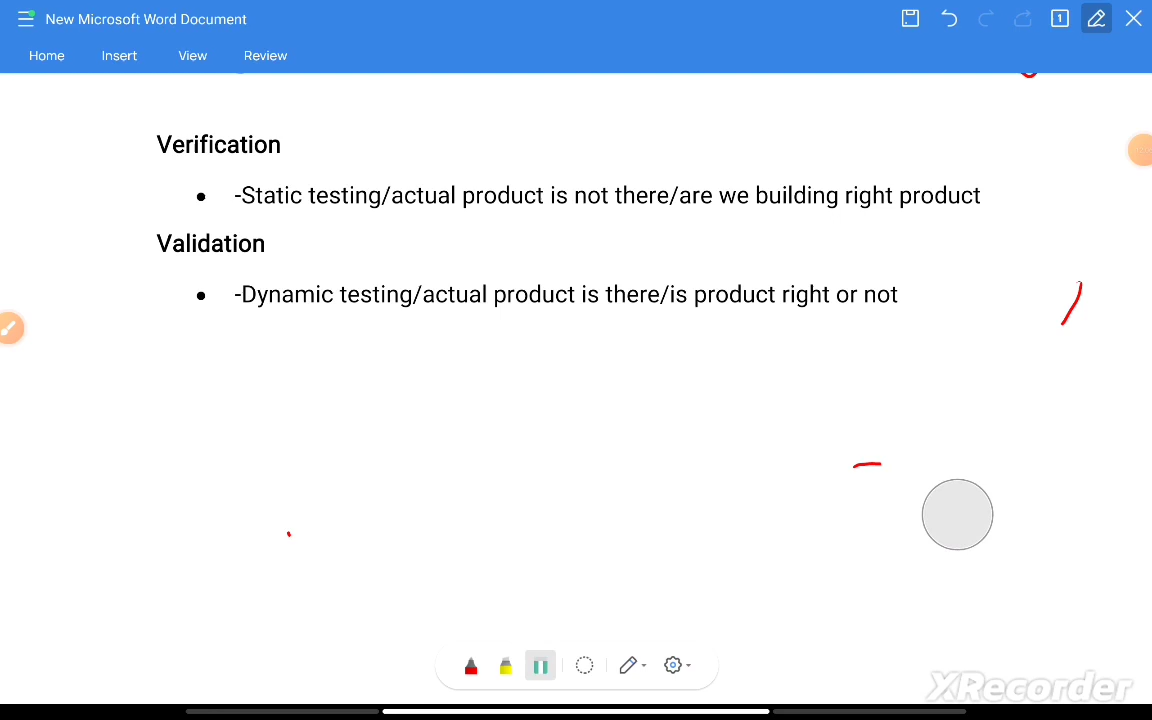 New Microsoft Word Document
1
Home Insert View Review
Verification
-Static testing/actual product is not there/are we building right product
Validation
-Dynamic testing/actual product is there/is product right or not
XRecorder